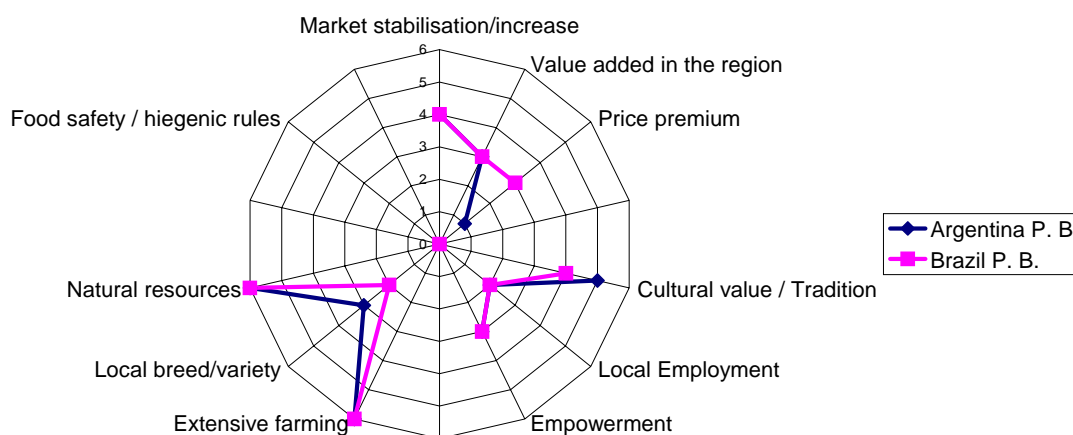 Market stabilisation/increase
Value added in the region
Price premium
Cultural value / Tradition
Local Employment
Empowerment
Extensive farming
Local breed/variety
Natural resources
Food safety / hiegenic rules
6
5
4
3
2
1
0
Argentina P. B
Brazil P. B.